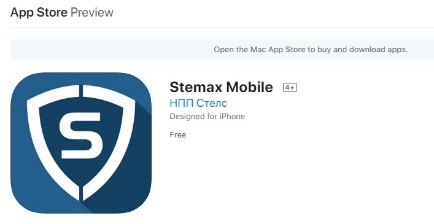 App Store Preview
Open the Mac App Store to buy and download apps.
S
Stemax Mobile 4+
НПП Стелс
Designed for iPhone
Free